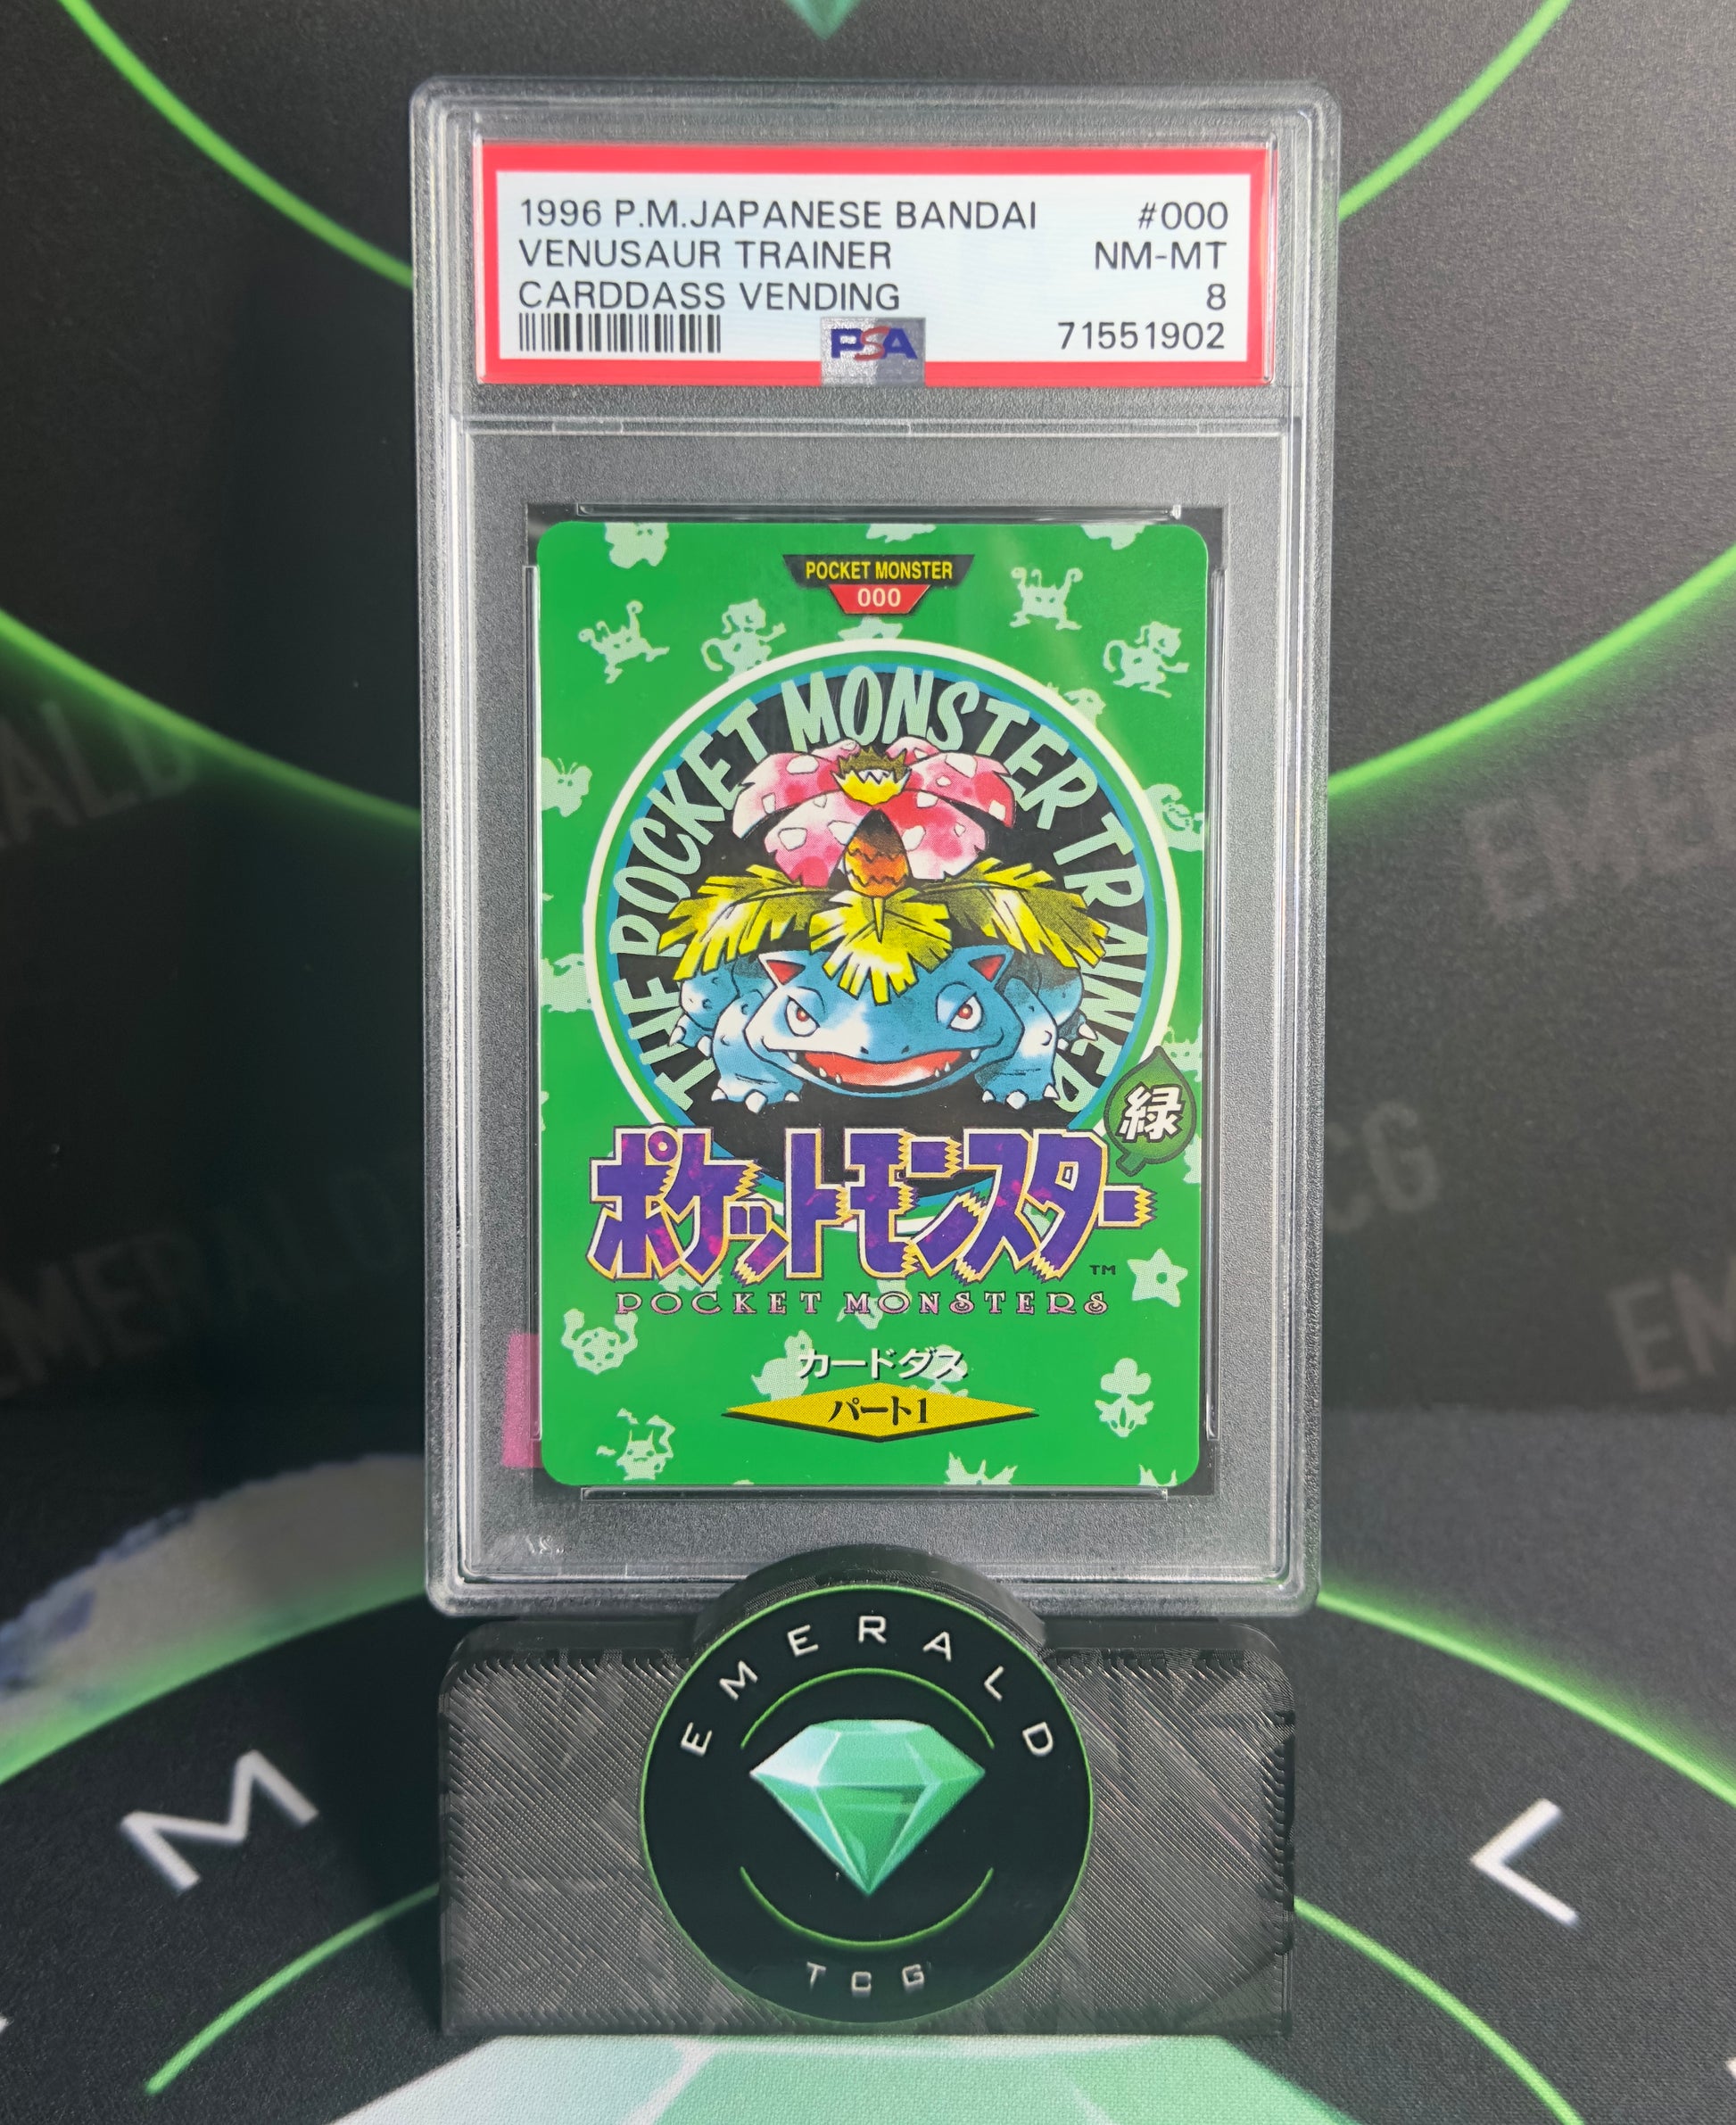 1996 P.M.JAPANESE BANDAI #000
VENUSAUR TRAINER NM-MT
CARDDASS VENDING 8
PSA 71551902
POCKET MONSTER
000
THE POCKET MONSTER TRAINER
緑
ポケットモンスター
TM
POCKET MONSTERS
カードダス
パート1
EMERALD
TCG
M L